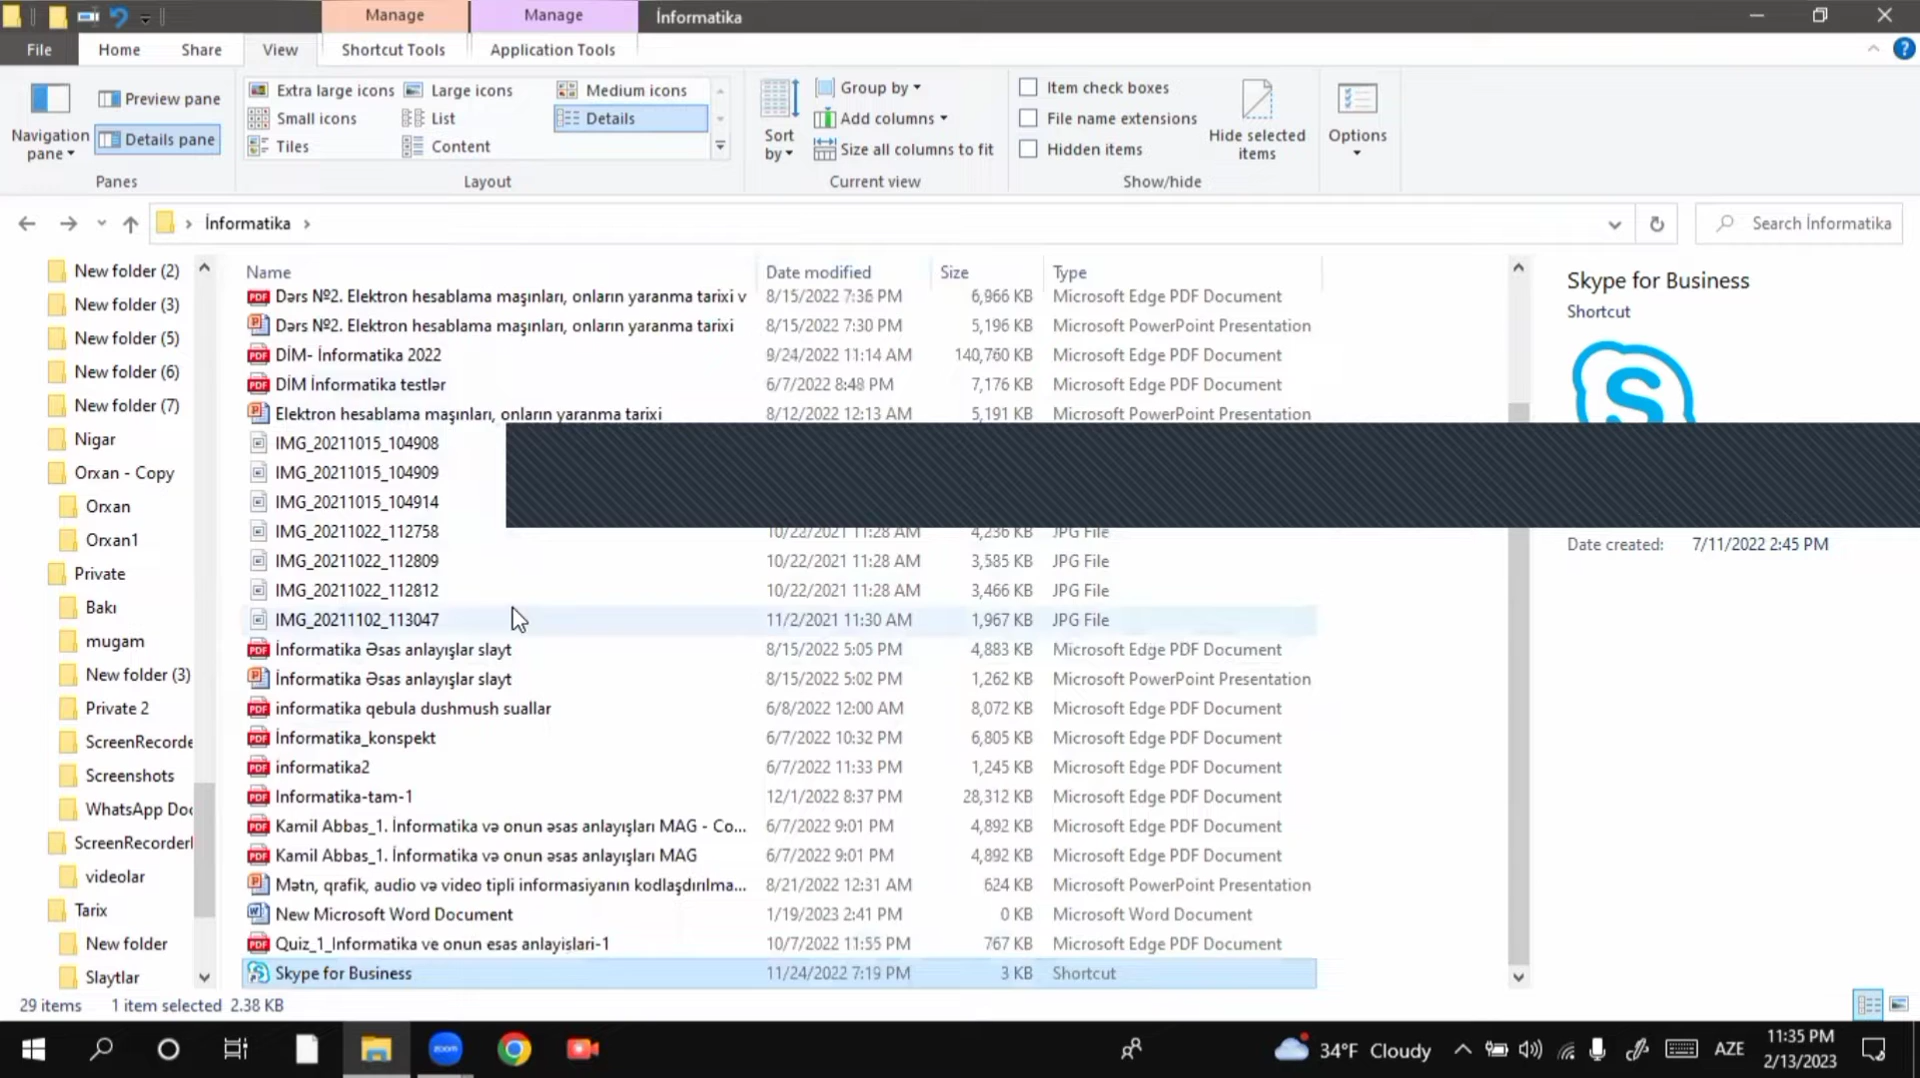 Manage
Manage
İnformatika
File
Home
Share
View
Shortcut Tools
Application Tools
Navigation pane
Preview pane
Details pane
Panes
Extra large icons
Large icons
Medium icons
Small icons
List
Details
Tiles
Content
Layout
Sort by
Group by
Add columns
Size all columns to fit
Current view
Item check boxes
File name extensions
Hidden items
Hide selected items
Show/hide
Options
İnformatika
Search İnformatika
New folder (2)
New folder (3)
New folder (5)
New folder (6)
New folder (7)
Nigar
Orxan - Copy
Orxan
Orxan1
Private
Bakı
mugam
New folder (3)
Private 2
ScreenRecorde
Screenshots
WhatsApp Doc
ScreenRecorderl
videolar
Tarix
New folder
Slaytlar
Name Date modified Size Type
Dərs №2. Elektron hesablama maşınları, onların yaranma tarixi v 8/15/2022 7:36 PM 6,966 KB Microsoft Edge PDF Document
Dərs №2. Elektron hesablama maşınları, onların yaranma tarixi 8/15/2022 7:30 PM 5,196 KB Microsoft PowerPoint Presentation
DİM- İnformatika 2022 9/24/2022 11:14 AM 140,760 KB Microsoft Edge PDF Document
DİM İnformatika testlər 6/7/2022 8:48 PM 7,176 KB Microsoft Edge PDF Document
Elektron hesablama maşınları, onların yaranma tarixi 8/12/2022 12:13 AM 5,191 KB Microsoft PowerPoint Presentation
IMG_20211015_104908
IMG_20211015_104909
IMG_20211015_104914
IMG_20211022_112758 10/22/2021 11:28 AM 4,236 KB JPG File
IMG_20211022_112809 10/22/2021 11:28 AM 3,585 KB JPG File
IMG_20211022_112812 10/22/2021 11:28 AM 3,466 KB JPG File
IMG_20211102_113047 11/2/2021 11:30 AM 1,967 KB JPG File
İnformatika Əsas anlayışlar slayt 8/15/2022 5:05 PM 4,883 KB Microsoft Edge PDF Document
İnformatika Əsas anlayışlar slayt 8/15/2022 5:02 PM 1,262 KB Microsoft PowerPoint Presentation
informatika qebula dushmush suallar 6/8/2022 12:00 AM 8,072 KB Microsoft Edge PDF Document
İnformatika_konspekt 6/7/2022 10:32 PM 6,805 KB Microsoft Edge PDF Document
informatika2 6/7/2022 11:33 PM 1,245 KB Microsoft Edge PDF Document
Informatika-tam-1 12/1/2022 8:37 PM 28,312 KB Microsoft Edge PDF Document
Kamil Abbas_1. İnformatika və onun əsas anlayışları MAG - Co... 6/7/2022 9:01 PM 4,892 KB Microsoft Edge PDF Document
Kamil Abbas_1. İnformatika və onun əsas anlayışları MAG 6/7/2022 9:01 PM 4,892 KB Microsoft Edge PDF Document
Mətn, qrafik, audio və video tipli informasiyanın kodlaşdırılma... 8/21/2022 12:31 AM 624 KB Microsoft PowerPoint Presentation
New Microsoft Word Document 1/19/2023 2:41 PM 0 KB Microsoft Word Document
Quiz_1_Informatika ve onun esas anlayislari-1 10/7/2022 11:55 PM 767 KB Microsoft Edge PDF Document
Skype for Business 11/24/2022 7:19 PM 3 KB Shortcut
Skype for Business
Shortcut
Date created: 7/11/2022 2:45 PM
29 items 1 item selected 2.38 KB
zoom
34°F Cloudy
AZE
11:35 PM
2/13/2023